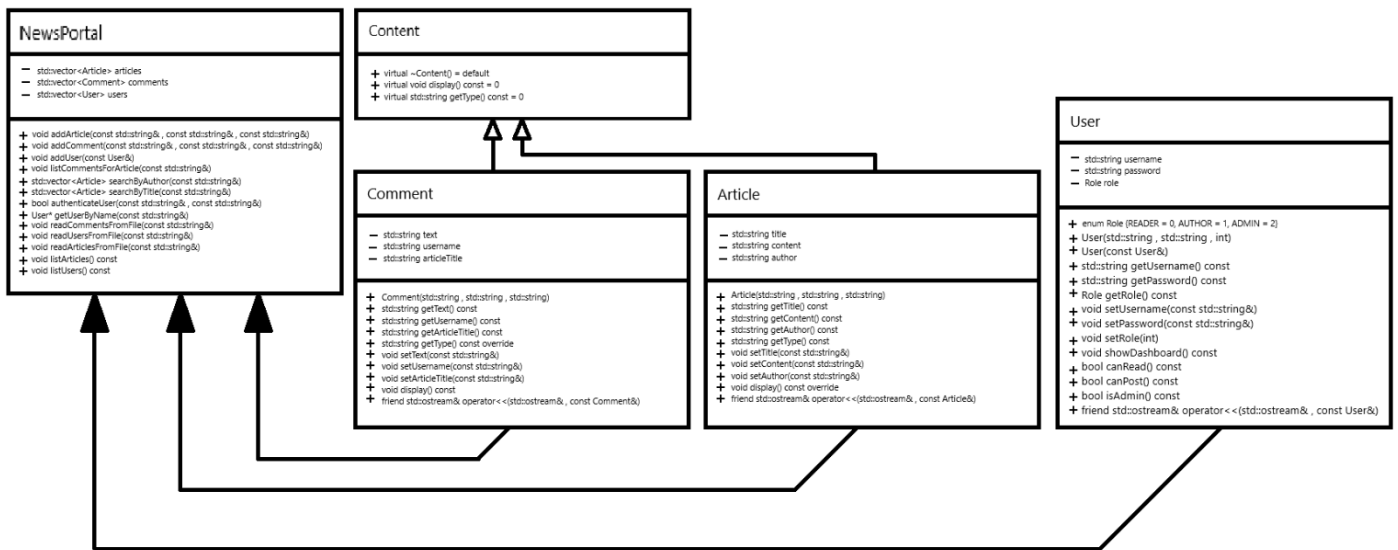 NewsPortal
− std::vector<Article> articles
− std::vector<Comment> comments
− std::vector<User> users
+ void addArticle(const std::string& , const std::string& , const std::string&)
+ void addComment(const std::string& , const std::string& , const std::string&)
+ void addUser(const User&)
+ void listCommentsForArticle(const std::string&)
+ std::vector<Article> searchByAuthor(const std::string&)
+ std::vector<Article> searchByTitle(const std::string&)
+ bool authenticateUser(const std::string& , const std::string&)
+ User* getUserByName(const std::string&)
+ void readCommentsFromFile(const std::string&)
+ void readUsersFromFile(const std::string&)
+ void readArticlesFromFile(const std::string&)
+ void listArticles() const
+ void listUsers() const
Content
+ virtual ~Content() = default
+ virtual void display() const = 0
+ virtual std::string getType() const = 0
Comment
− std::string text
− std::string username
− std::string articleTitle
+ Comment(std::string , std::string , std::string)
+ std::string getText() const
+ std::string getUsername() const
+ std::string getArticleTitle() const
+ std::string getType() const override
+ void setText(const std::string&)
+ void setUsername(const std::string&)
+ void setArticleTitle(const std::string&)
+ void display() const
+ friend std::ostream& operator<<(std::ostream& , const Comment&)
Article
− std::string title
− std::string content
− std::string author
+ Article(std::string , std::string , std::string)
+ std::string getTitle() const
+ std::string getContent() const
+ std::string getAuthor() const
+ std::string getType() const
+ void setTitle(const std::string&)
+ void setContent(const std::string&)
+ void setAuthor(const std::string&)
+ void display() const override
+ friend std::ostream& operator<<(std::ostream& , const Article&)
User
− std::string username
− std::string password
− Role role
+ enum Role {READER = 0, AUTHOR = 1, ADMIN = 2}
+ User(std::string , std::string , int)
+ User(const User&)
+ std::string getUsername() const
+ std::string getPassword() const
+ Role getRole() const
+ void setUsername(const std::string&)
+ void setPassword(const std::string&)
+ void setRole(int)
+ void showDashboard() const
+ bool canRead() const
+ bool canPost() const
+ bool isAdmin() const
+ friend std::ostream& operator<<(std::ostream& , const User&)